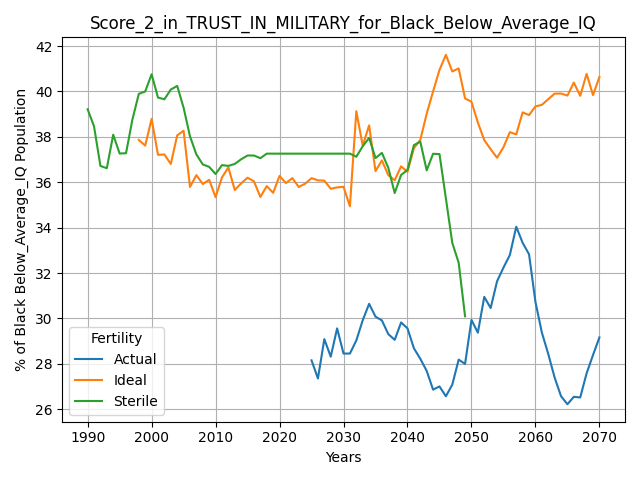 Score_2_in_TRUST_IN_MILITARY_for_Black_Below_Average_IQ
% of Black Below_Average_IQ Population
42
40
38
36
34
32
30
28
26
Fertility
Actual
Ideal
Sterile
1990 2000 2010 2020 2030 2040 2050 2060 2070
Years